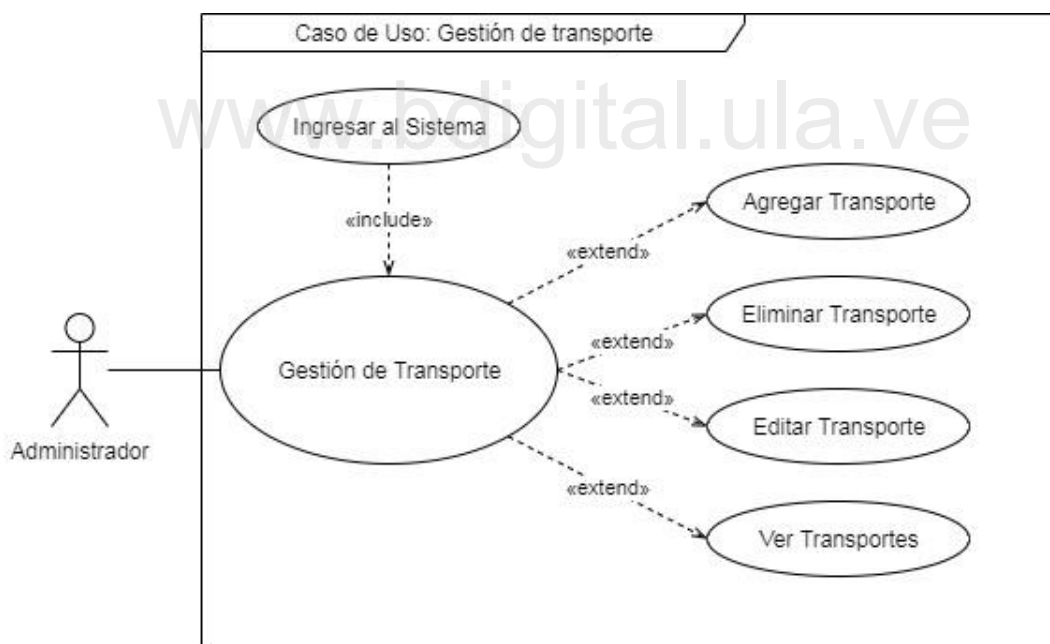 Caso de Uso: Gestión de transporte
www.bdigital.ula.ve
Ingresar al Sistema
«include»
Agregar Transporte
«extend»
Eliminar Transporte
«extend»
Gestión de Transporte
«extend»
Editar Transporte
Administrador
«extend»
Ver Transportes